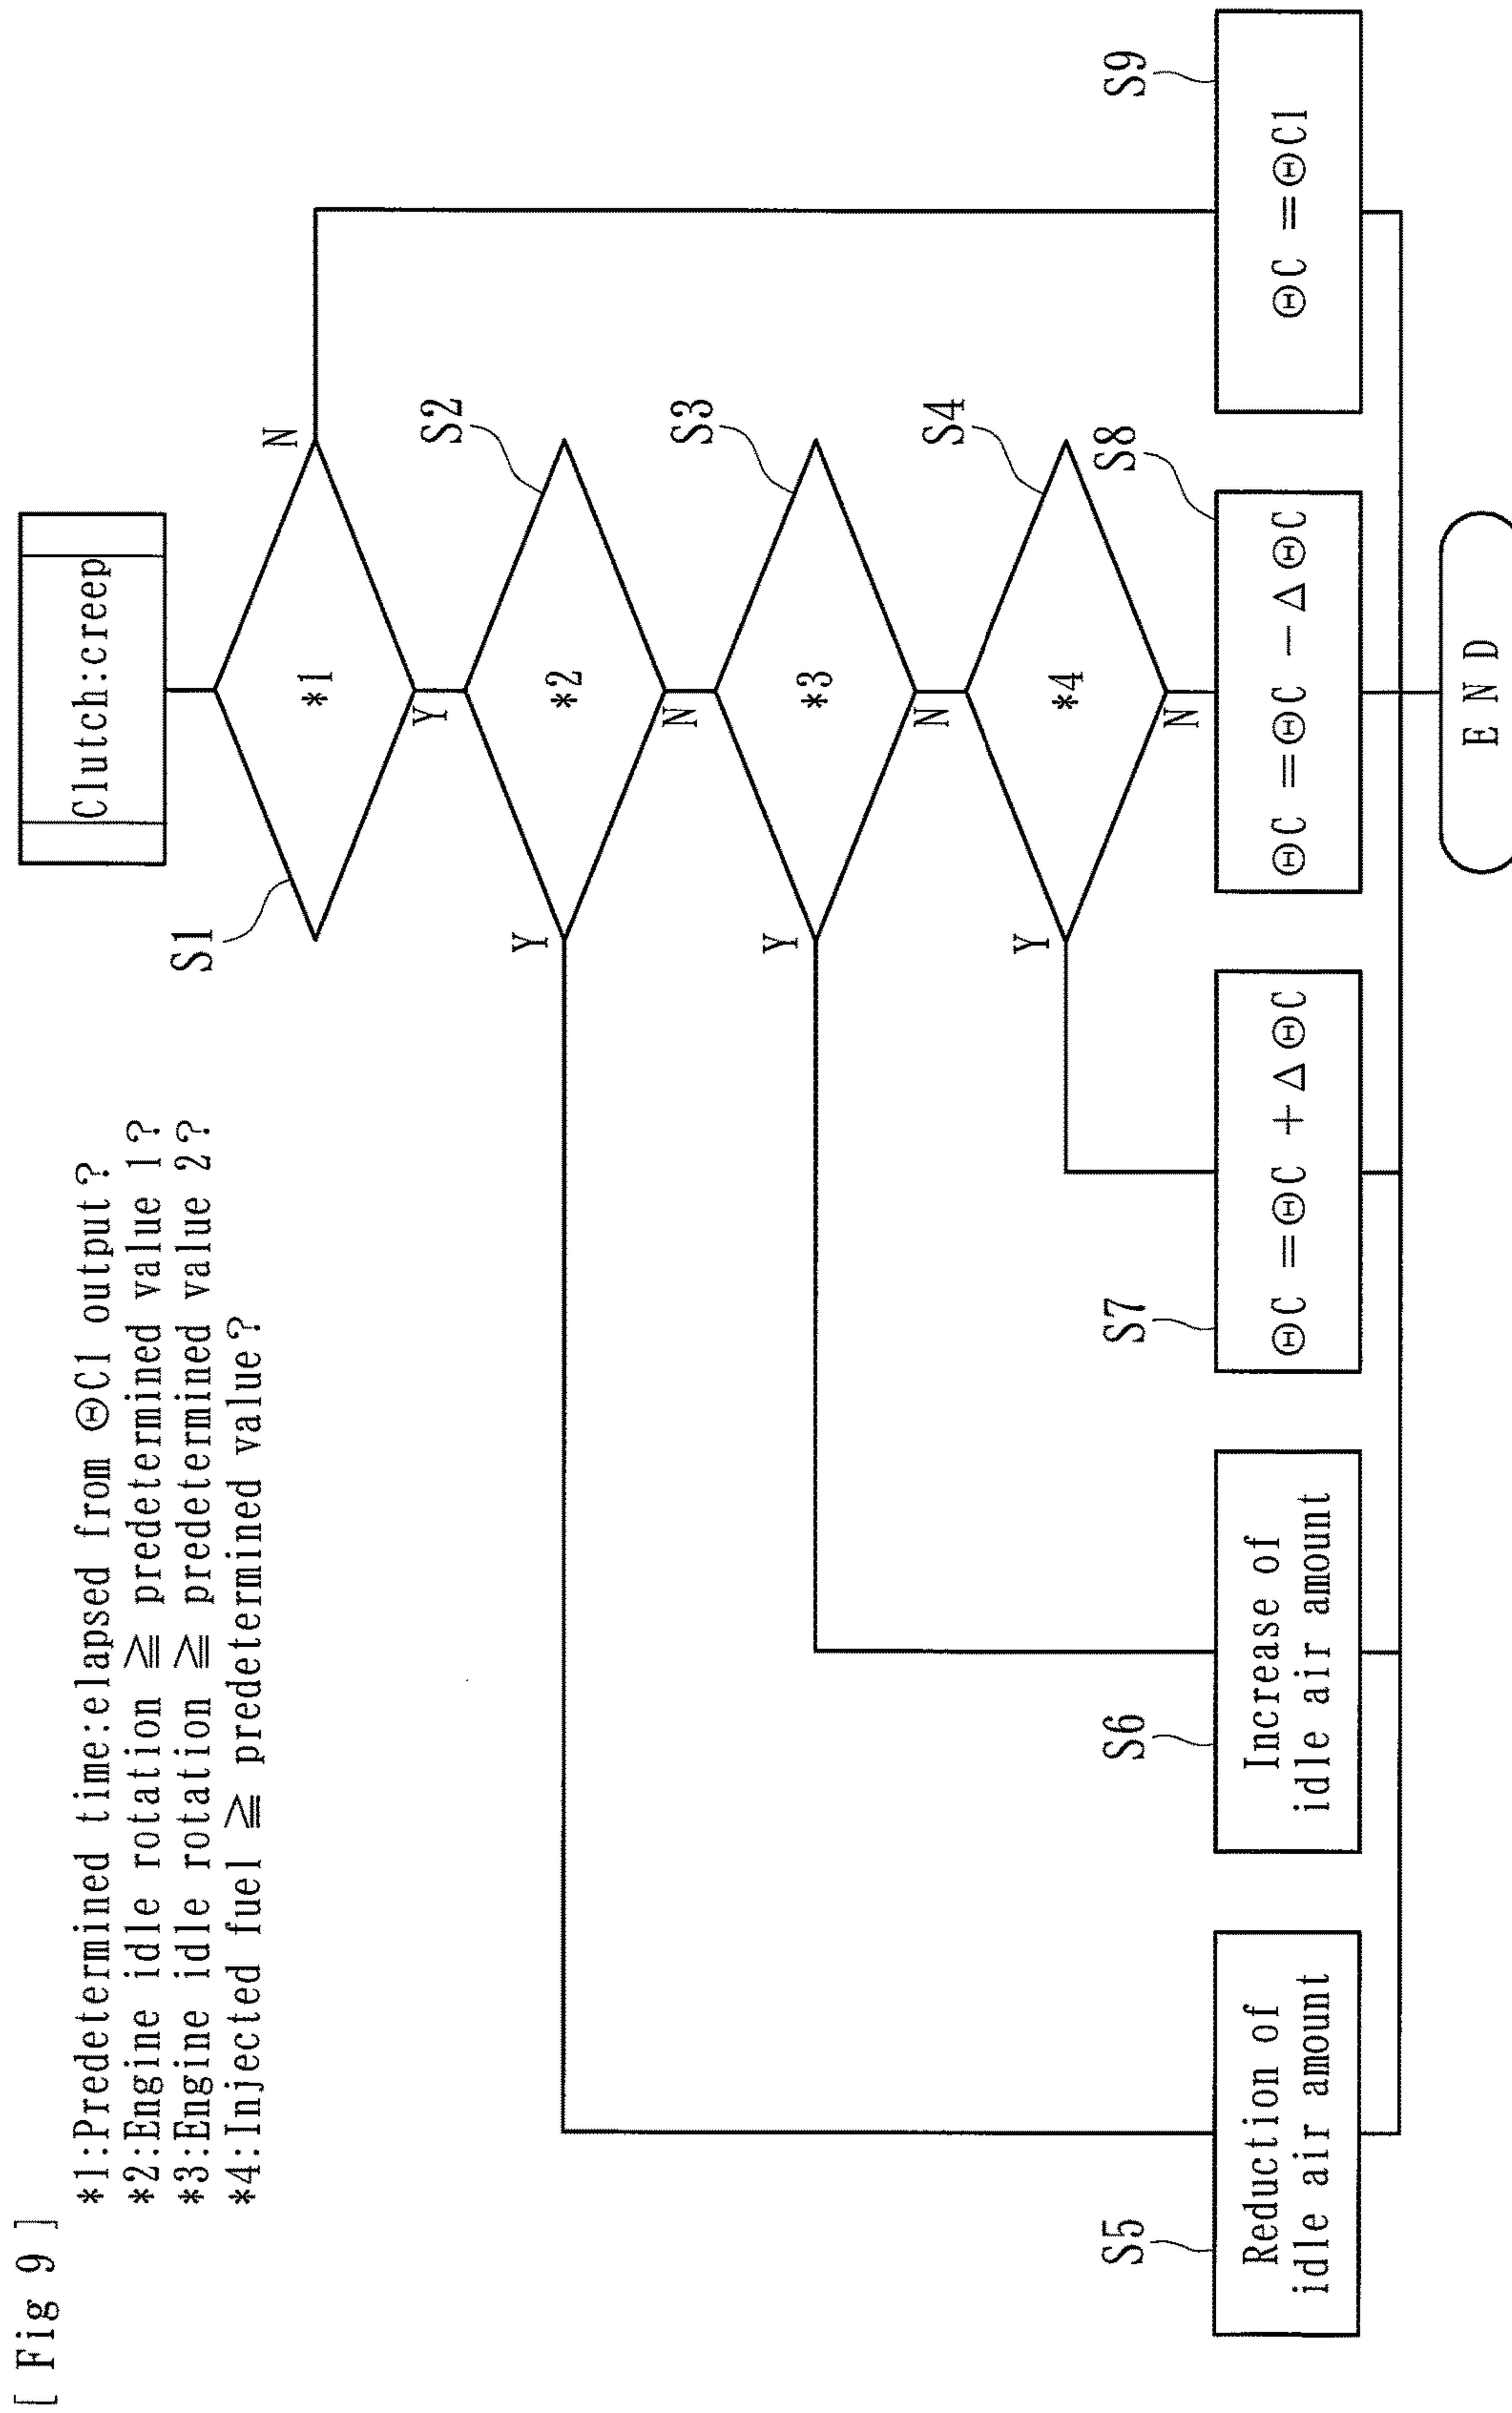 [ Fig 9 ]
*1:Predetermined time:elapsed from ΘC1 output?
*2:Engine idle rotation ≧ predetermined value 1?
*3:Engine idle rotation ≧ predetermined value 2?
*4:Injected fuel ≧ predetermined value?
Clutch:creep
S1
*1
N
Y
S2
*2
Y
N
S3
*3
Y
N
S4
*4
Y
N
S5
Reduction of
idle air amount
S6
Increase of
idle air amount
S7
ΘC =ΘC +ΔΘC
S8
ΘC =ΘC −ΔΘC
S9
ΘC =ΘC1
E N D